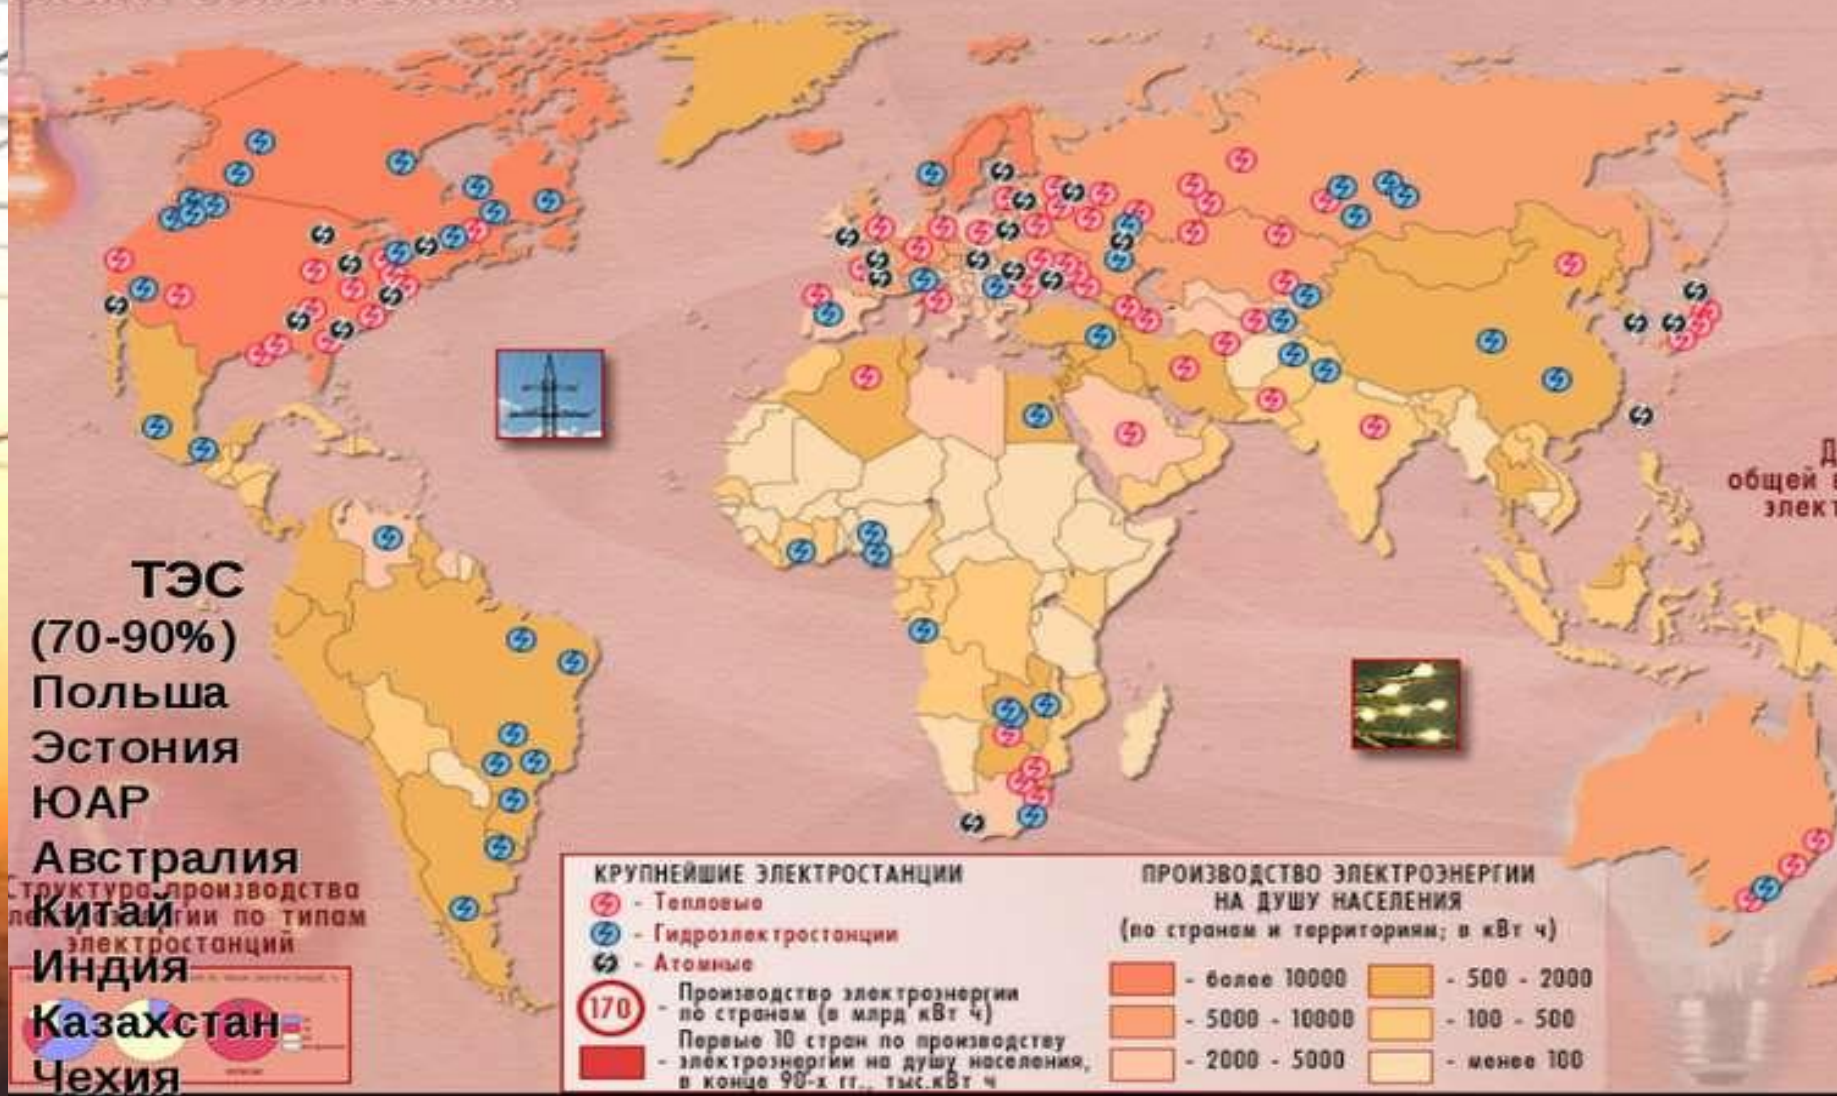 ТЭС
(70-90%)
Польша
Эстония
ЮАР
Австралия
Китай
Индия
Казахстан
Чехия
Структура производства
по типам
электростанций
общей
КРУПНЕЙШИЕ ЭЛЕКТРОСТАНЦИИ
- Тепловые
- Гидроэлектростанции
- Атомные
170 - Производство электроэнергии
по странам (в млрд кВт ч)
Первые 10 стран по производству
- электроэнергии на душу населения,
в конце 90-х гг., тыс.кВт ч
ПРОИЗВОДСТВО ЭЛЕКТРОЭНЕРГИИ
НА ДУШУ НАСЕЛЕНИЯ
(по странам и территориям; в кВт ч)
- более 10000
- 5000 - 10000
- 2000 - 5000
- 500 - 2000
- 100 - 500
- менее 100